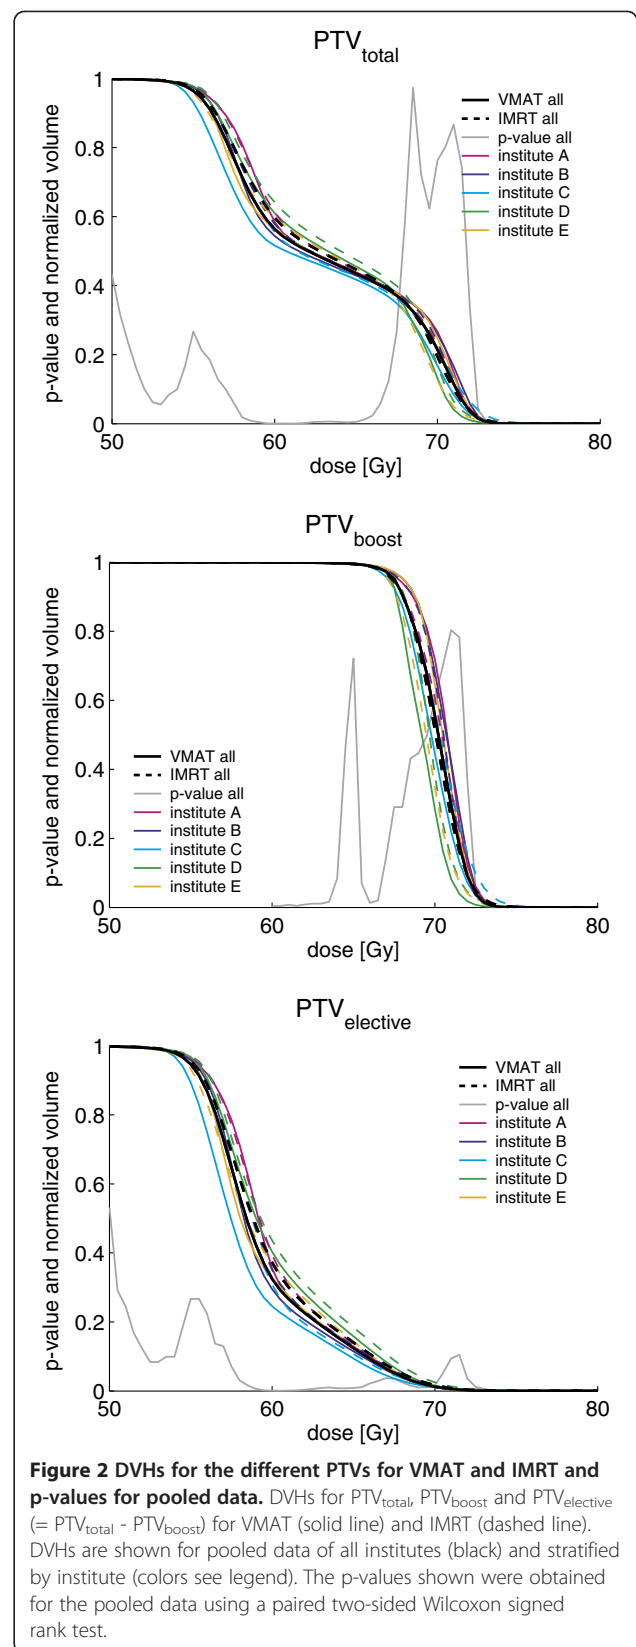 PTVtotal
1
0.8
0.6
0.4
0.2
0
50
60
70
80
p-value and normalized volume
dose [Gy]
VMAT all
IMRT all
p-value all
institute A
institute B
institute C
institute D
institute E
PTVboost
1
0.8
0.6
0.4
0.2
0
50
60
70
80
p-value and normalized volume
dose [Gy]
VMAT all
IMRT all
p-value all
institute A
institute B
institute C
institute D
institute E
PTVelective
1
0.8
0.6
0.4
0.2
0
50
60
70
80
p-value and normalized volume
dose [Gy]
VMAT all
IMRT all
p-value all
institute A
institute B
institute C
institute D
institute E
Figure 2 DVHs for the different PTVs for VMAT and IMRT and
p-values for pooled data. DVHs for PTVtotal, PTVboost and PTVelective
(= PTVtotal - PTVboost) for VMAT (solid line) and IMRT (dashed line).
DVHs are shown for pooled data of all institutes (black) and stratified
by institute (colors see legend). The p-values shown were obtained
for the pooled data using a paired two-sided Wilcoxon signed
rank test.